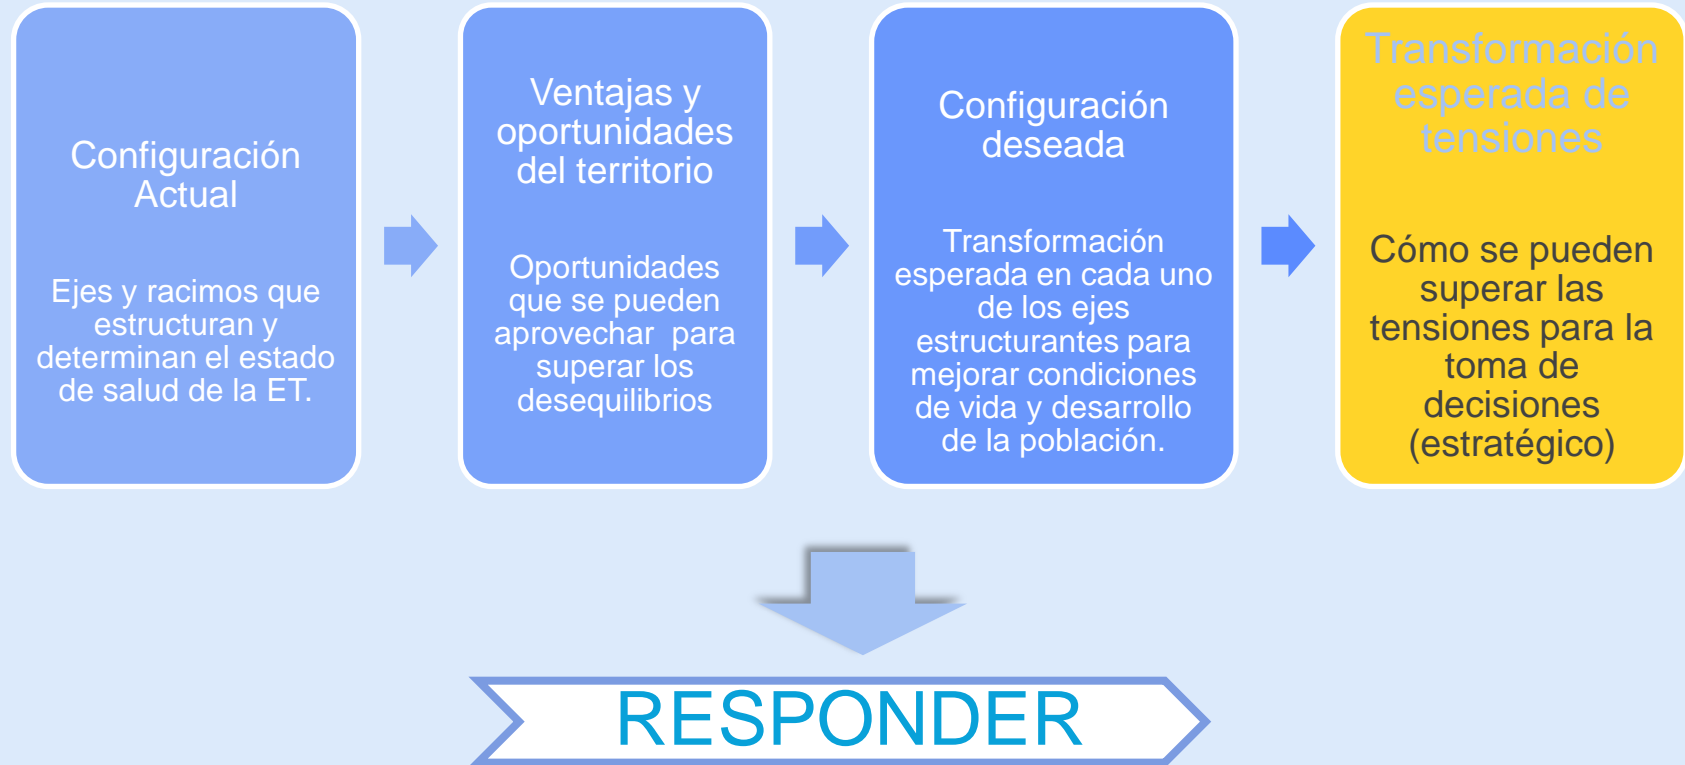 Configuración
Actual
Ejes y racimos que
estructuran y
determinan el estado
de salud de la ET.
Ventajas y
oportunidades
del territorio
Oportunidades
que se pueden
aprovechar para
superar los
desequilibrios
Configuración
deseada
Transformación
esperada en cada uno
de los ejes
estructurantes para
mejorar condiciones
de vida y desarrollo
de la población.
Transformación
esperada de
tensiones
Cómo se pueden
superar las
tensiones para la
toma de
decisiones
(estratégico)
RESPONDER